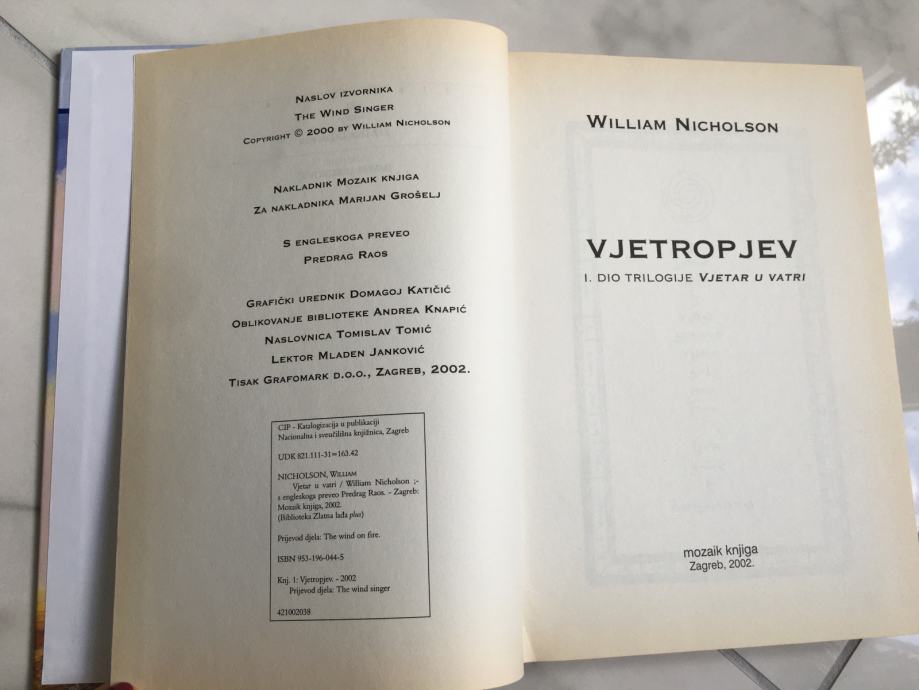 NASLOV IZVORNIKA
THE WIND SINGER
COPYRIGHT © 2000 BY WILLIAM NICHOLSON
NAKLADNIK MOZAIK KNJIGA
ZA NAKLADNIKA MARIJAN GROŠELJ
S ENGLESKOGA PREVEO
PREDRAG RAOS
GRAFIČKI UREDNIK DOMAGOJ KATIČIĆ
OBLIKOVANJE BIBLIOTEKE ANDREA KNAPIĆ
NASLOVNICA TOMISLAV TOMIĆ
LEKTOR MLADEN JANKOVIĆ
TISAK GRAFOMARK D.O.O., ZAGREB, 2002.
CIP - Katalogizacija u publikaciji
Nacionalna i sveučilišna knjižnica, Zagreb
UDK 821.111-31=163.42
NICHOLSON, WILLIAM
Vjetar u vatri / William Nicholson ;-
s engleskoga preveo Predrag Raos. - Zagreb:
Mozaik knjiga, 2002.
(Biblioteka Zlatna lađa plus)
Prijevod djela: The wind on fire.
ISBN 953-196-044-5
Knj. 1: Vjetropjev. - 2002
Prijevod djela: The wind singer
421002038
WILLIAM NICHOLSON
VJETROPJEV
I. DIO TRILOGIJE VJETAR U VATRI
mozaik knjiga
Zagreb, 2002.